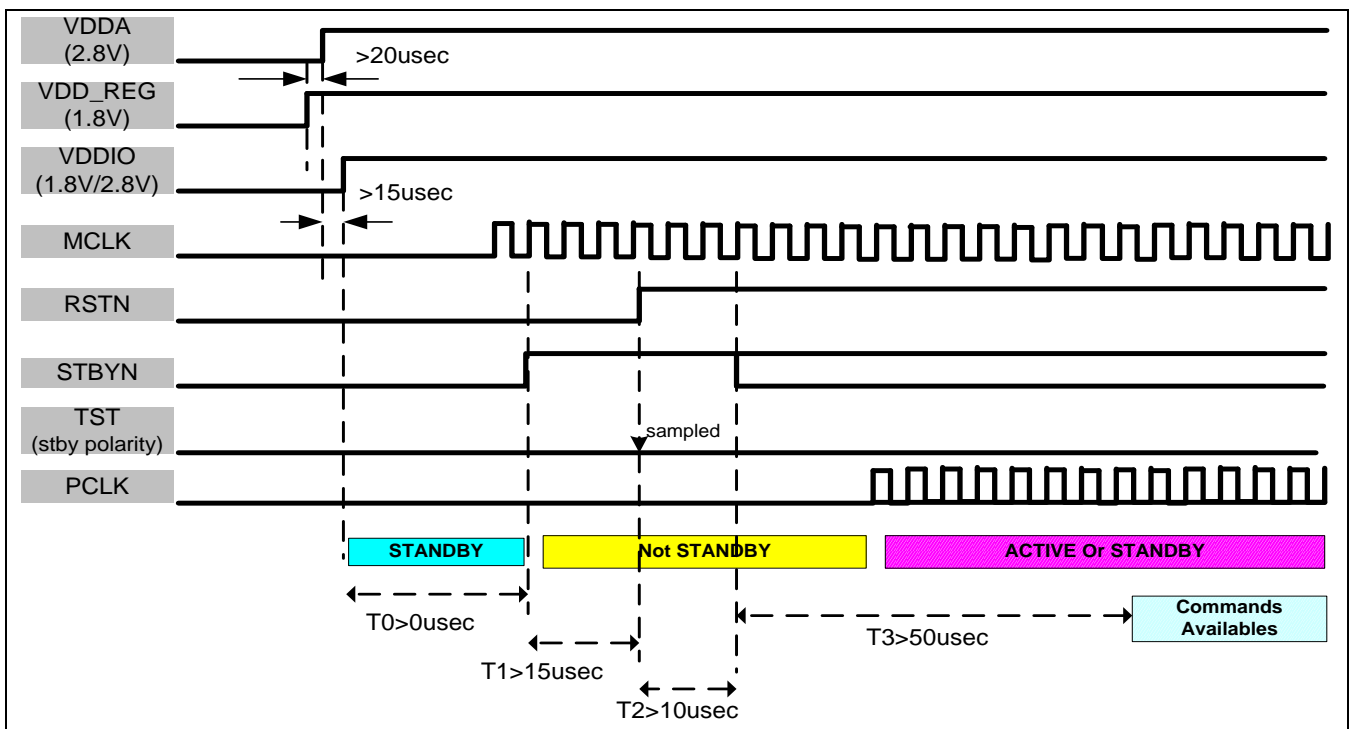 VDDA
(2.8V)
>20usec
VDD_REG
(1.8V)
VDDIO
(1.8V/2.8V)
>15usec
MCLK
RSTN
STBYN
TST
(stby polarity)
sampled
PCLK
STANDBY
Not STANDBY
ACTIVE Or STANDBY
T0>0usec
T1>15usec
T2>10usec
T3>50usec
Commands
Availables